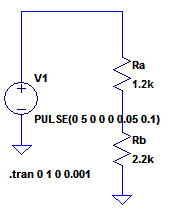 Ra
1.2k
V1
PULSE(0 5 0 0 0 0.05 0.1)
Rb
2.2k
.tran 0 1 0 0.001